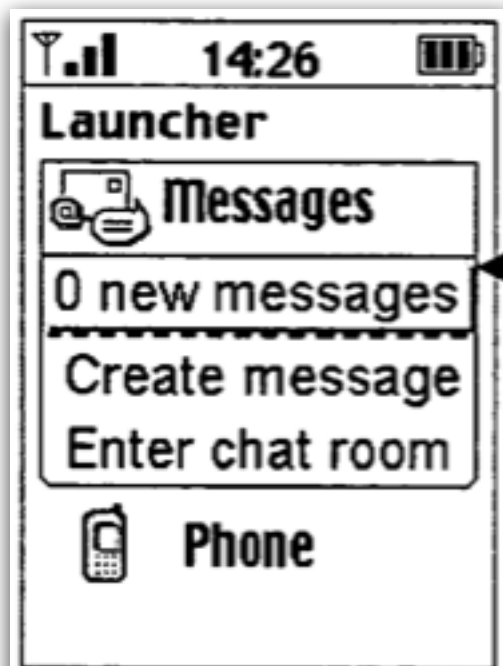 14:26
Launcher
Messages
0 new messages
Create message
Enter chat room
Phone